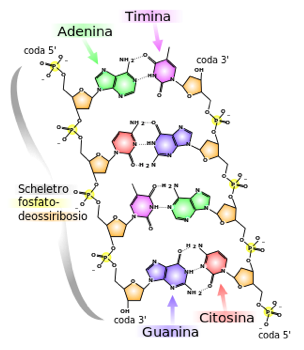 Timina
Adenina
coda 5'
coda 3'
Scheletro
fosfato-
deossiribosio
coda 3'
Guanina
Citosina
coda 5'